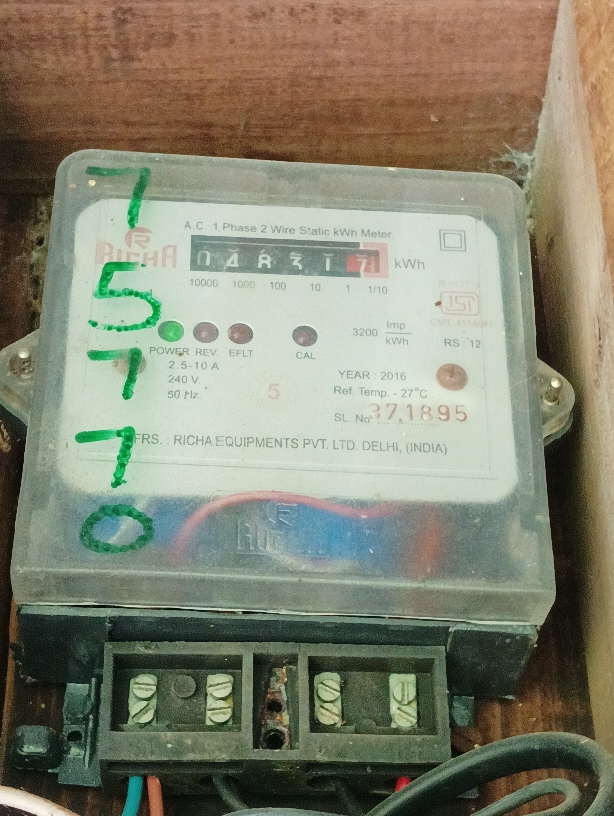 7
5
7
7
0
A.C. 1 Phase 2 Wire Static kWh Meter.
RICHA
04831 7 kWh
10000 1000 100 10 1 1/10
ISI
3200 Imp/kWh
RS : '12
POWER REV. EFLT CAL
2.5-10 A
240 V.
50 Hz.
5
YEAR : 2016
Ref. Temp. - 27°C
SL. No. 371895
MFRS. : RICHA EQUIPMENTS PVT. LTD. DELHI, (INDIA)